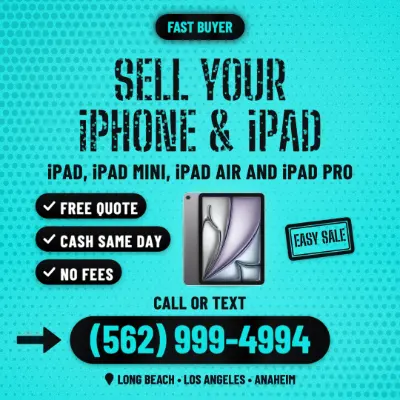 FAST BUYER
SELL YOUR
iPHONE & iPAD
iPAD, iPAD MINI, iPAD AIR AND iPAD PRO
FREE QUOTE
CASH SAME DAY
NO FEES
EASY SALE
CALL OR TEXT
(562) 999-4994
LONG BEACH • LOS ANGELES • ANAHEIM